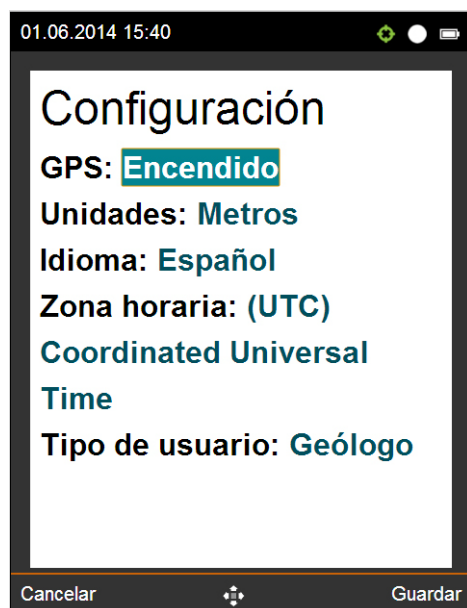 01.06.2014 15:40
Configuración
GPS: Encendido
Unidades: Metros
Idioma: Español
Zona horaria: (UTC)
Coordinated Universal
Time
Tipo de usuario: Geólogo
Cancelar Guardar